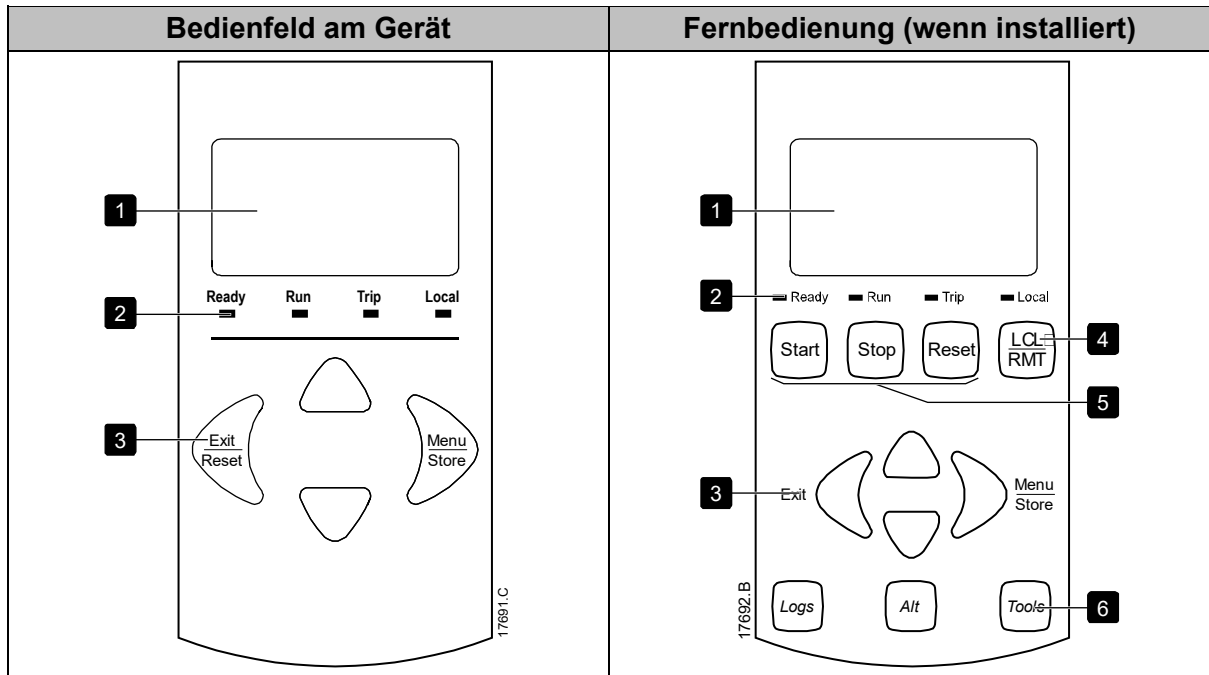 Bedienfeld am Gerät
1
Ready Run Trip Local
2
3
Exit
Reset
Menu
Store
17691.C
Fernbedienung (wenn installiert)
1
2
Ready Run Trip Local
Start Stop Reset LCL
RMT
4
5
3
Exit
Menu
Store
17692.B
Logs Alt Tools
6